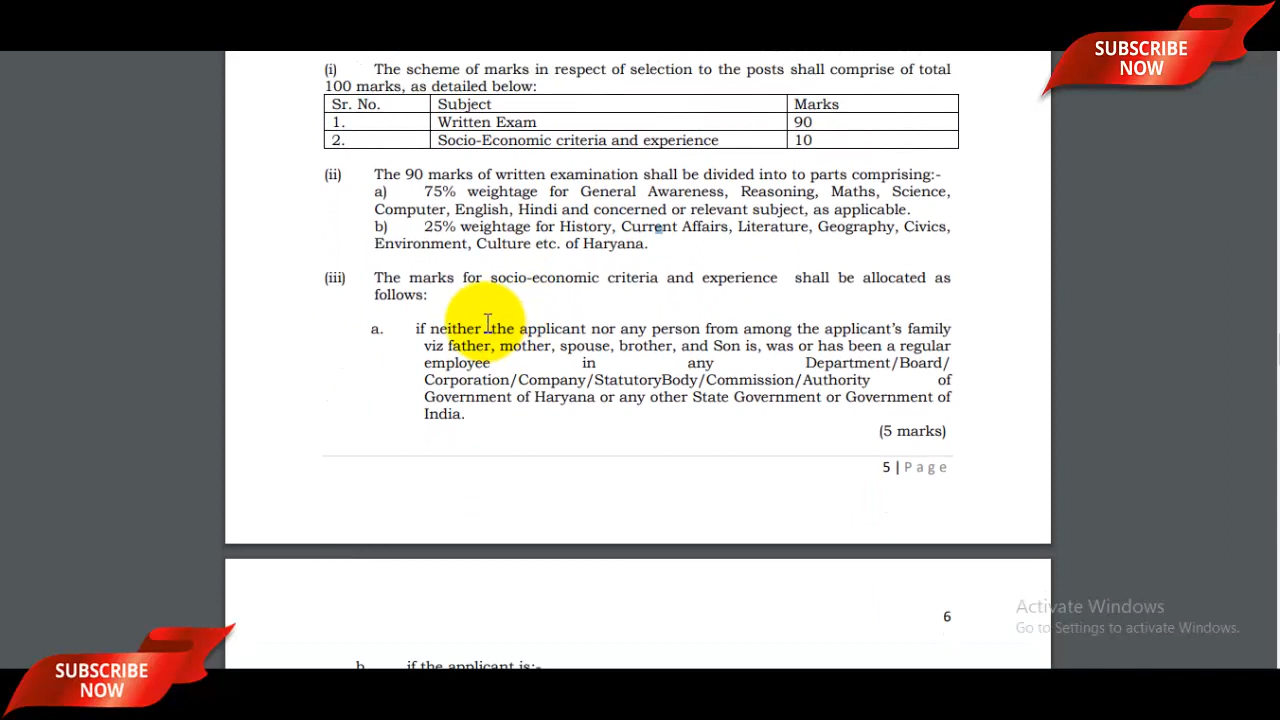 SUBSCRIBE
NOW
(i) The scheme of marks in respect of selection to the posts shall comprise of total
100 marks, as detailed below:
Sr. No. Subject Marks
1. Written Exam 90
2. Socio-Economic criteria and experience 10
(ii) The 90 marks of written examination shall be divided into to parts comprising:-
a) 75% weightage for General Awareness, Reasoning, Maths, Science,
Computer, English, Hindi and concerned or relevant subject, as applicable.
b) 25% weightage for History, Current Affairs, Literature, Geography, Civics,
Environment, Culture etc. of Haryana.
(iii) The marks for socio-economic criteria and experience shall be allocated as
follows:
a. if neither the applicant nor any person from among the applicant's family
viz father, mother, spouse, brother, and Son is, was or has been a regular
employee in any Department/Board/
Corporation/Company/StatutoryBody/Commission/Authority of
Government of Haryana or any other State Government or Government of
India.
(5 marks)
5 | Page
6
Activate Windows
Go to Settings to activate Windows.
b. if the applicant is:-
SUBSCRIBE
NOW